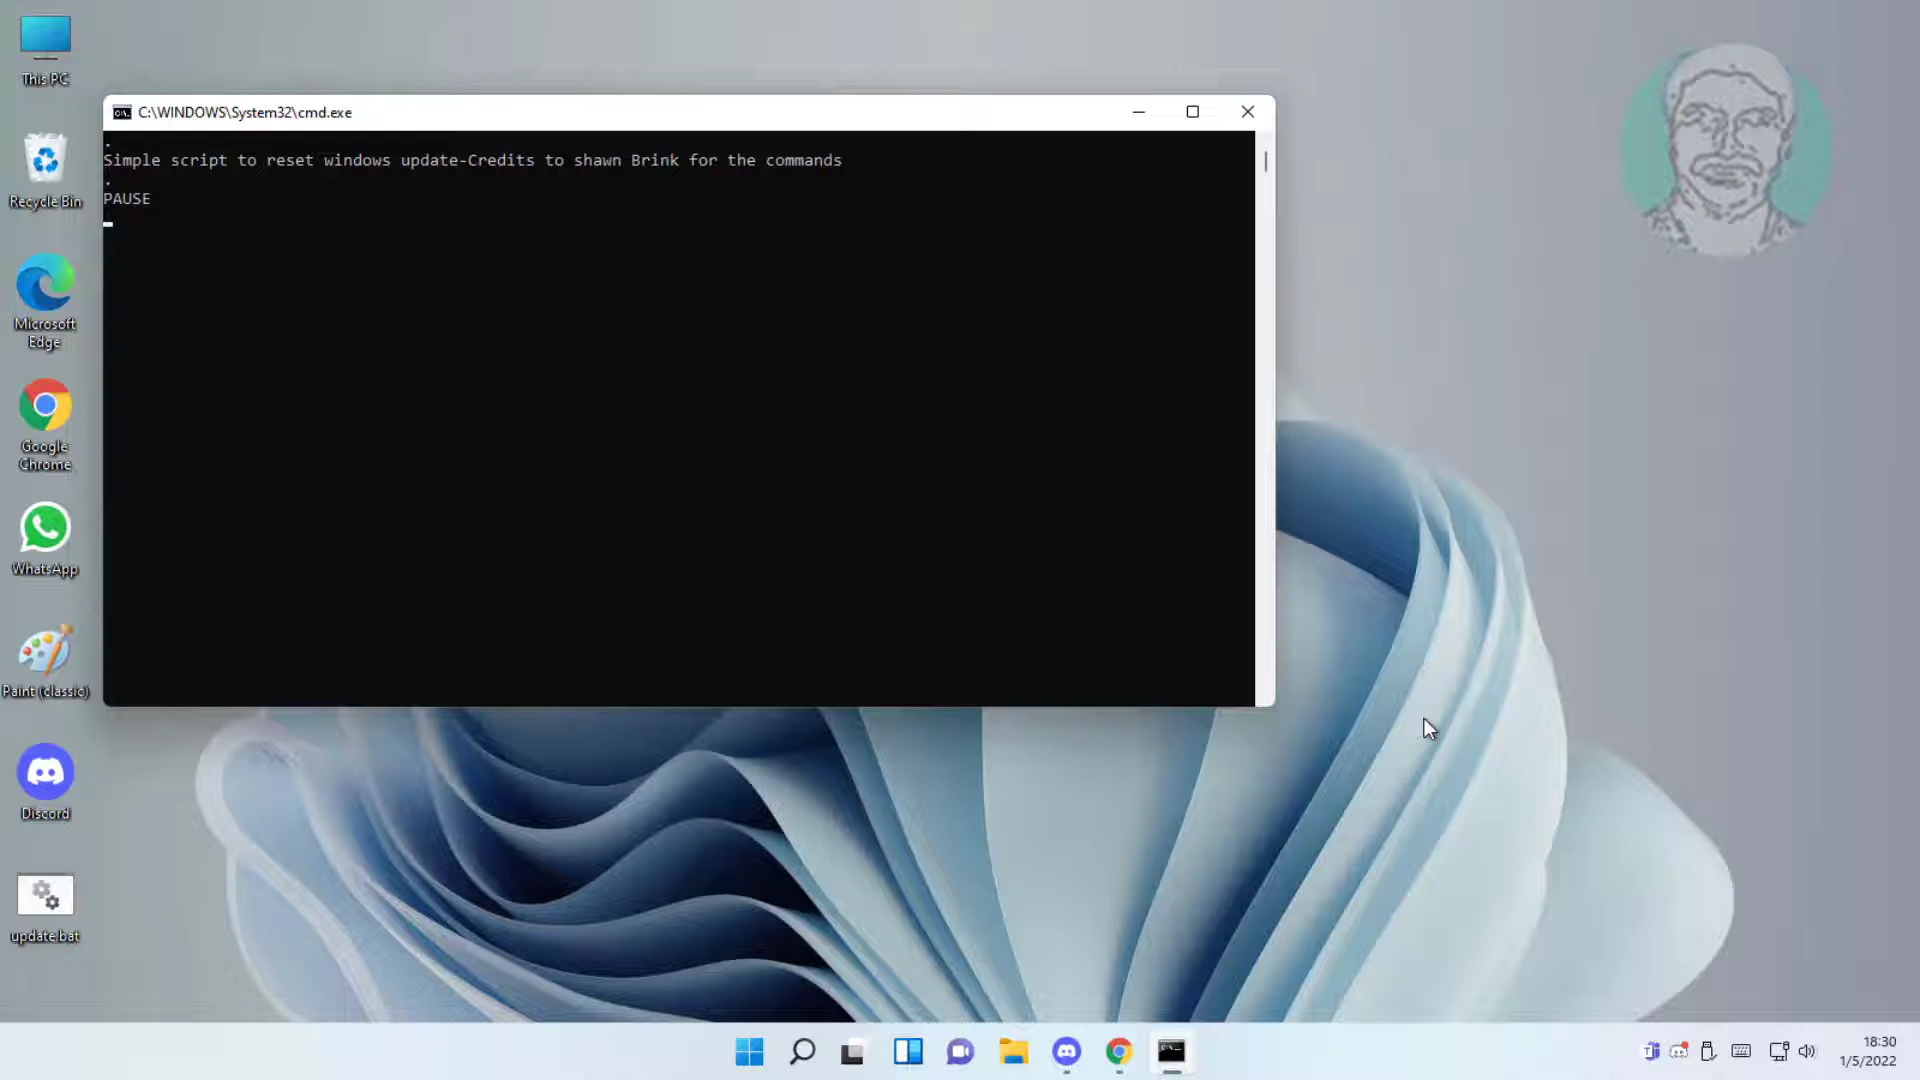 This PC
Recycle Bin
Microsoft
Edge
Google
Chrome
WhatsApp
Paint (classic)
Discord
update.bat
C:\WINDOWS\System32\cmd.exe
.
Simple script to reset windows update-Credits to shawn Brink for the commands
.
PAUSE
18:30
1/5/2022